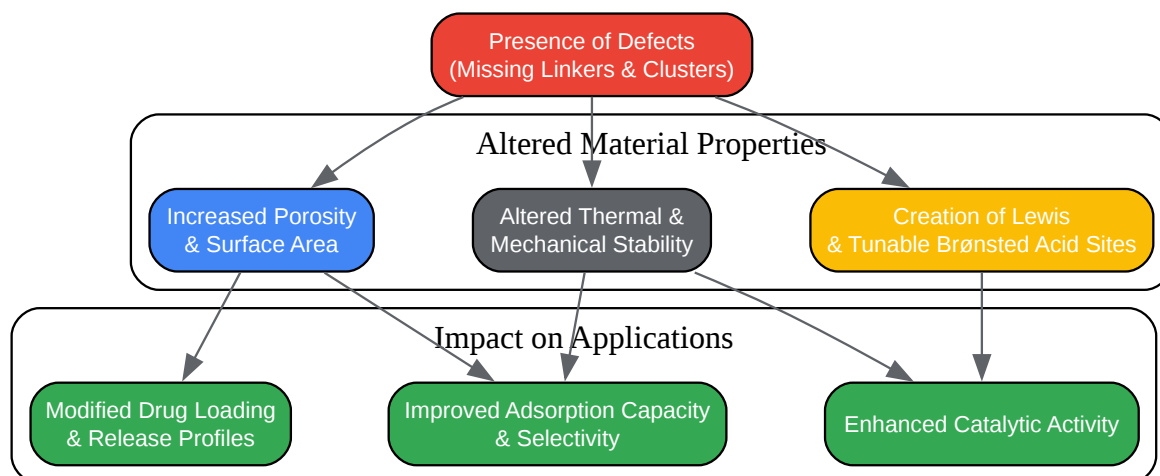 Presence of Defects
(Missing Linkers & Clusters)
Altered Material Properties
Increased Porosity
& Surface Area
Altered Thermal &
Mechanical Stability
Creation of Lewis
& Tunable Brønsted Acid Sites
Impact on Applications
Modified Drug Loading
& Release Profiles
Improved Adsorption Capacity
& Selectivity
Enhanced Catalytic Activity